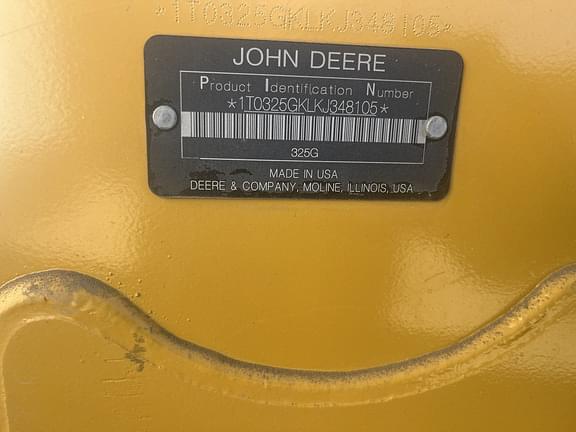 *1T0325GKLKJ348105*
JOHN DEERE
Product Identification Number
*1T0325GKLKJ348105*
325G
MADE IN USA
DEERE & COMPANY, MOLINE, ILLINOIS, USA